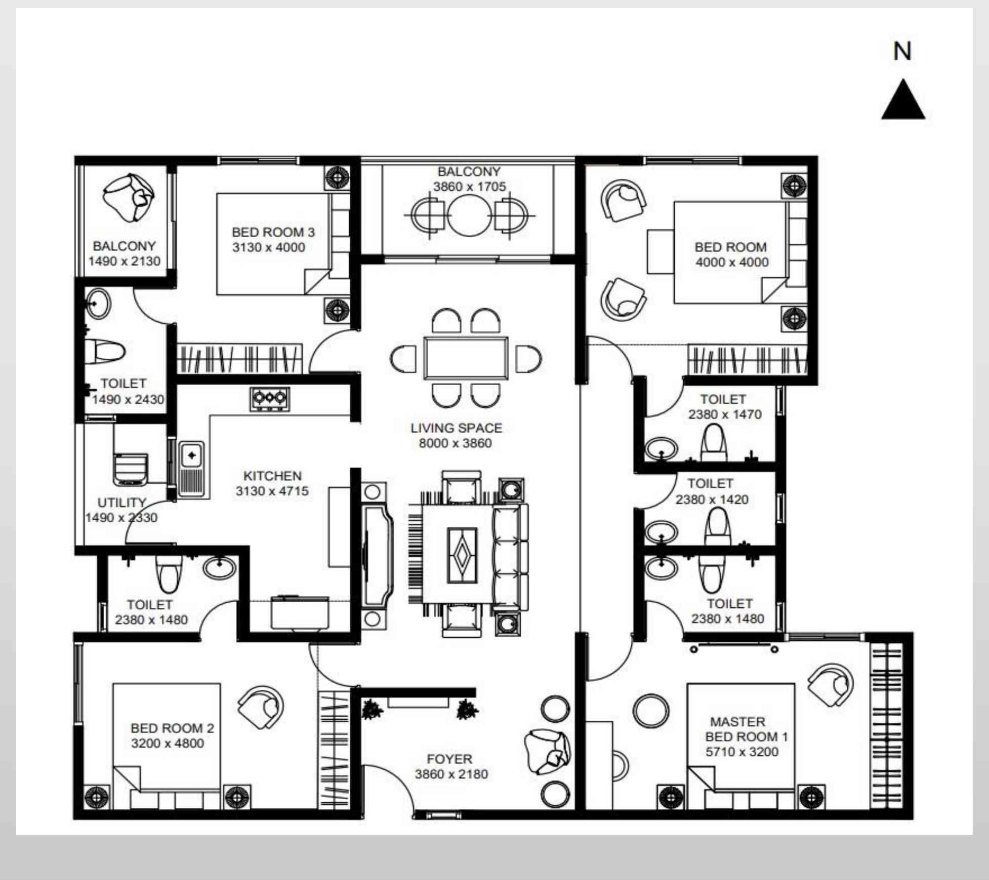 N
BALCONY
3860 x 1705
BED ROOM 3
3130 x 4000
BALCONY
1490 x 2130
BED ROOM
4000 x 4000
TOILET
1490 x 2430
TOILET
2380 x 1470
LIVING SPACE
8000 x 3860
KITCHEN
3130 x 4715
TOILET
2380 x 1420
UTILITY
1490 x 2330
TOILET
2380 x 1480
TOILET
2380 x 1480
BED ROOM 2
3200 x 4800
MASTER
BED ROOM 1
5710 x 3200
FOYER
3860 x 2180